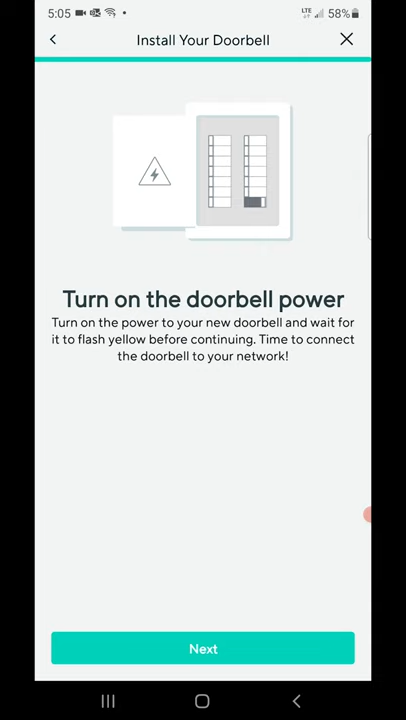 5:05
LTE
58%
Install Your Doorbell
Turn on the doorbell power
Turn on the power to your new doorbell and wait for
it to flash yellow before continuing. Time to connect
the doorbell to your network!
Next